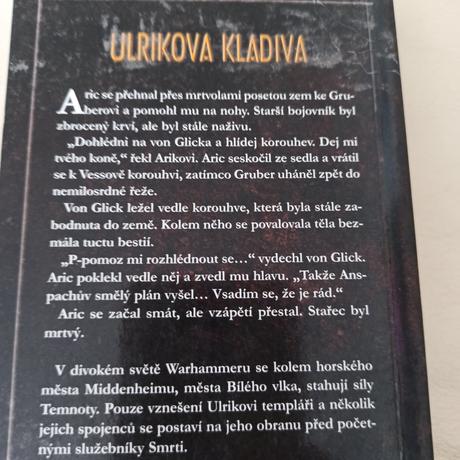 ULRIKOVA KLADIVA
Aric se přehnal přes mrtvolami posetou zem ke Gru-
berovi a pomohl mu na nohy. Starší bojovník byl
zbrocený krví, ale byl stále naživu.
„Dohlédni na von Glicka a hlídej korouhev. Dej mi
tvého koně,“ řekl Arikovi. Aric seskočil ze sedla a vrátil
se k Vessově korouhvi, zatímco Gruber uháněl zpět do
nemilosrdné řeže.
Von Glick ležel vedle korouhve, která byla stále za-
bodnuta do země. Kolem něho se povalovala těla bez-
mála tuctu bestií.
„P-pomoz mi rozhlédnout se…“ vydechl von Glick.
Aric poklekl vedle něj a zvedl mu hlavu. „Takže Ans-
pachův smělý plán vyšel… Vsadím se, že je rád.“
Aric se začal smát, ale vzápětí přestal. Stařec byl
mrtvý.
V divokém světě Warhammeru se kolem horského
města Middenheimu, města Bílého vlka, stahují síly
Temnoty. Pouze vznešení Ulrikovi templáři a několik
jejich spojenců se postaví na jeho obranu před počet-
nými služebníky Smrti.